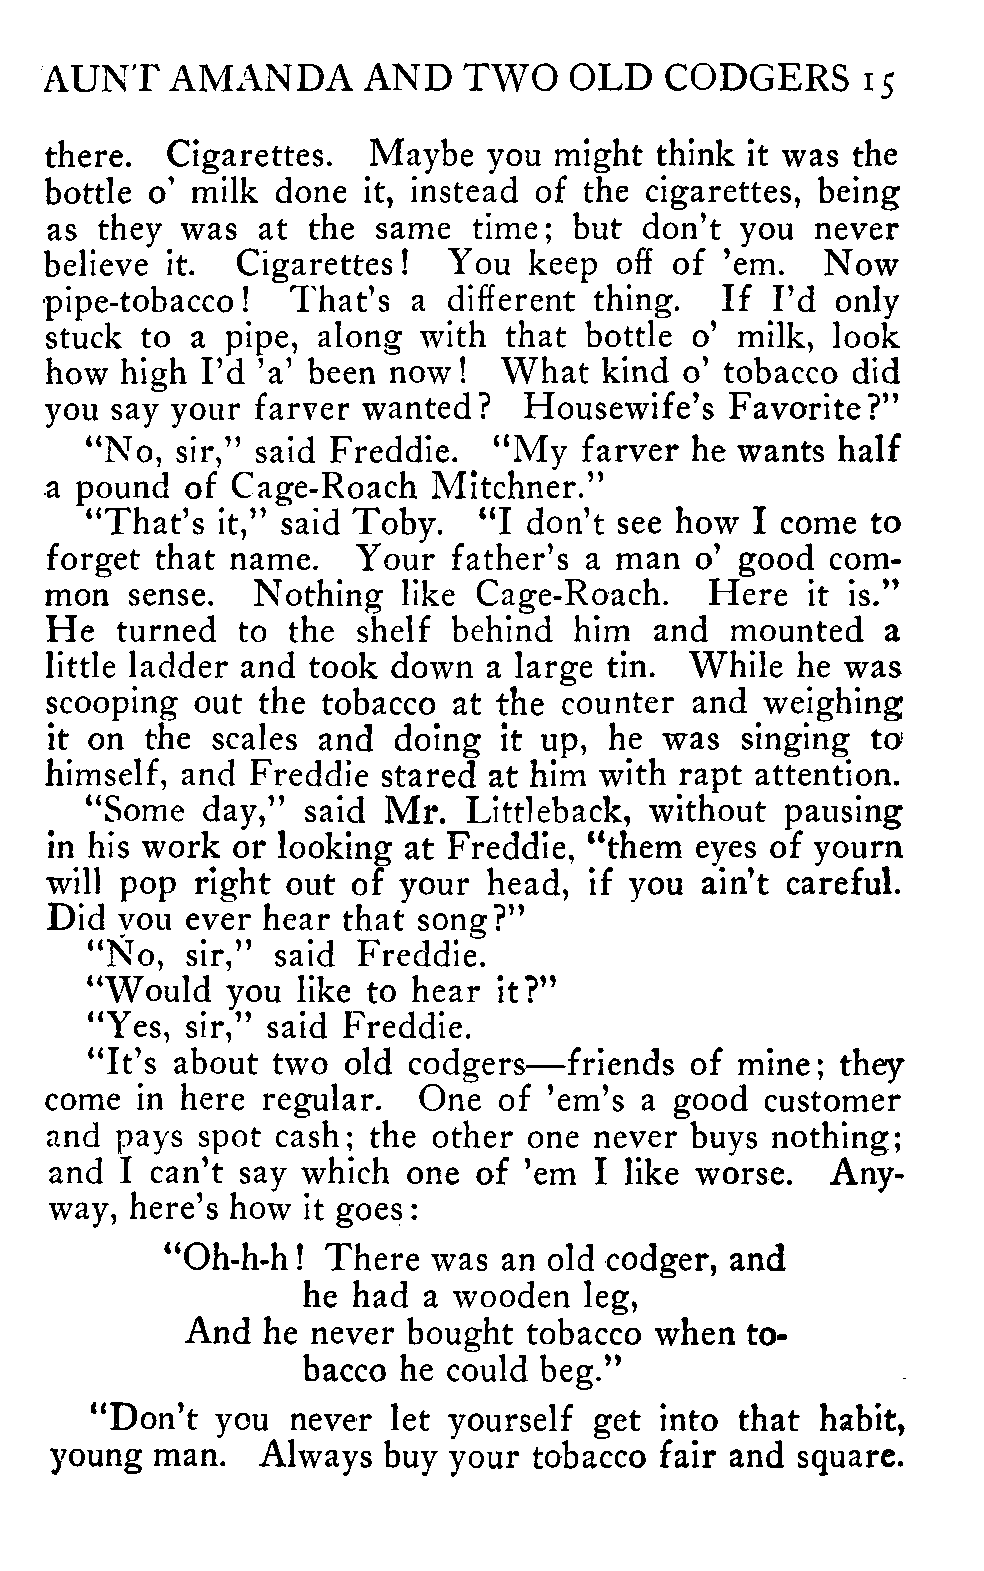 AUNT AMANDA AND TWO OLD CODGERS 15
there. Cigarettes. Maybe you might think it was the
bottle o' milk done it, instead of the cigarettes, being
as they was at the same time; but don't you never
believe it. Cigarettes! You keep off of 'em. Now
pipe-tobacco! That's a different thing. If I'd only
stuck to a pipe, along with that bottle o' milk, look
how high I'd 'a' been now! What kind o' tobacco did
you say your farver wanted? Housewife's Favorite?"
"No, sir," said Freddie. "My farver he wants half
a pound of Cage-Roach Mitchner."
"That's it," said Toby. "I don't see how I come to
forget that name. Your father's a man o' good com-
mon sense. Nothing like Cage-Roach. Here it is."
He turned to the shelf behind him and mounted a
little ladder and took down a large tin. While he was
scooping out the tobacco at the counter and weighing
it on the scales and doing it up, he was singing to
himself, and Freddie stared at him with rapt attention.
"Some day," said Mr. Littleback, without pausing
in his work or looking at Freddie, "them eyes of yourn
will pop right out of your head, if you ain't careful.
Did you ever hear that song?"
"No, sir," said Freddie.
"Would you like to hear it?"
"Yes, sir," said Freddie.
"It's about two old codgers—friends of mine; they
come in here regular. One of 'em's a good customer
and pays spot cash; the other one never buys nothing;
and I can't say which one of 'em I like worse. Any-
way, here's how it goes:
"Oh-h-h! There was an old codger, and
he had a wooden leg,
And he never bought tobacco when to-
bacco he could beg."
"Don't you never let yourself get into that habit,
young man. Always buy your tobacco fair and square.